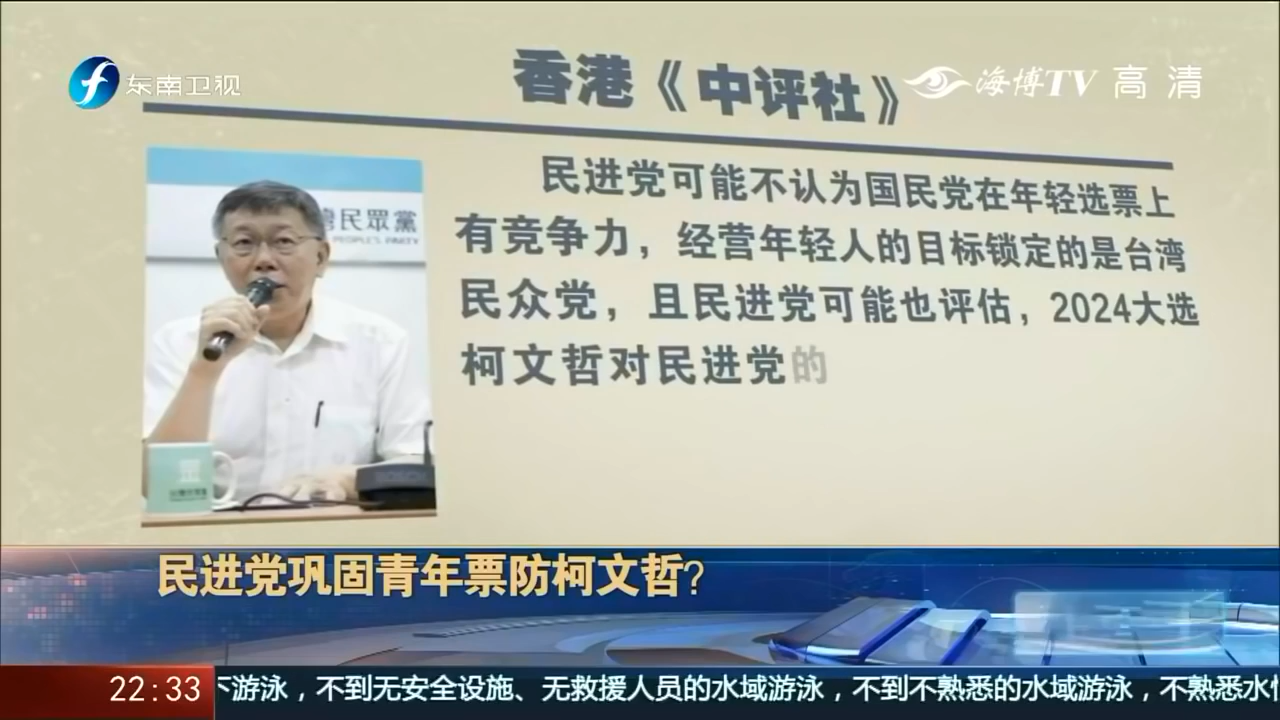 东南卫视
香港《中评社》
海博TV 高清
湾民眾黨
PEOPLE'S PARTY
民进党可能不认为国民党在年轻选票上
有竞争力，经营年轻人的目标锁定的是台湾
民众党，且民进党可能也评估，2024大选
柯文哲对民进党的
民进党巩固青年票防柯文哲？
22:33
下游泳，不到无安全设施、无救援人员的水域游泳，不到不熟悉的水域游泳，不熟悉水性